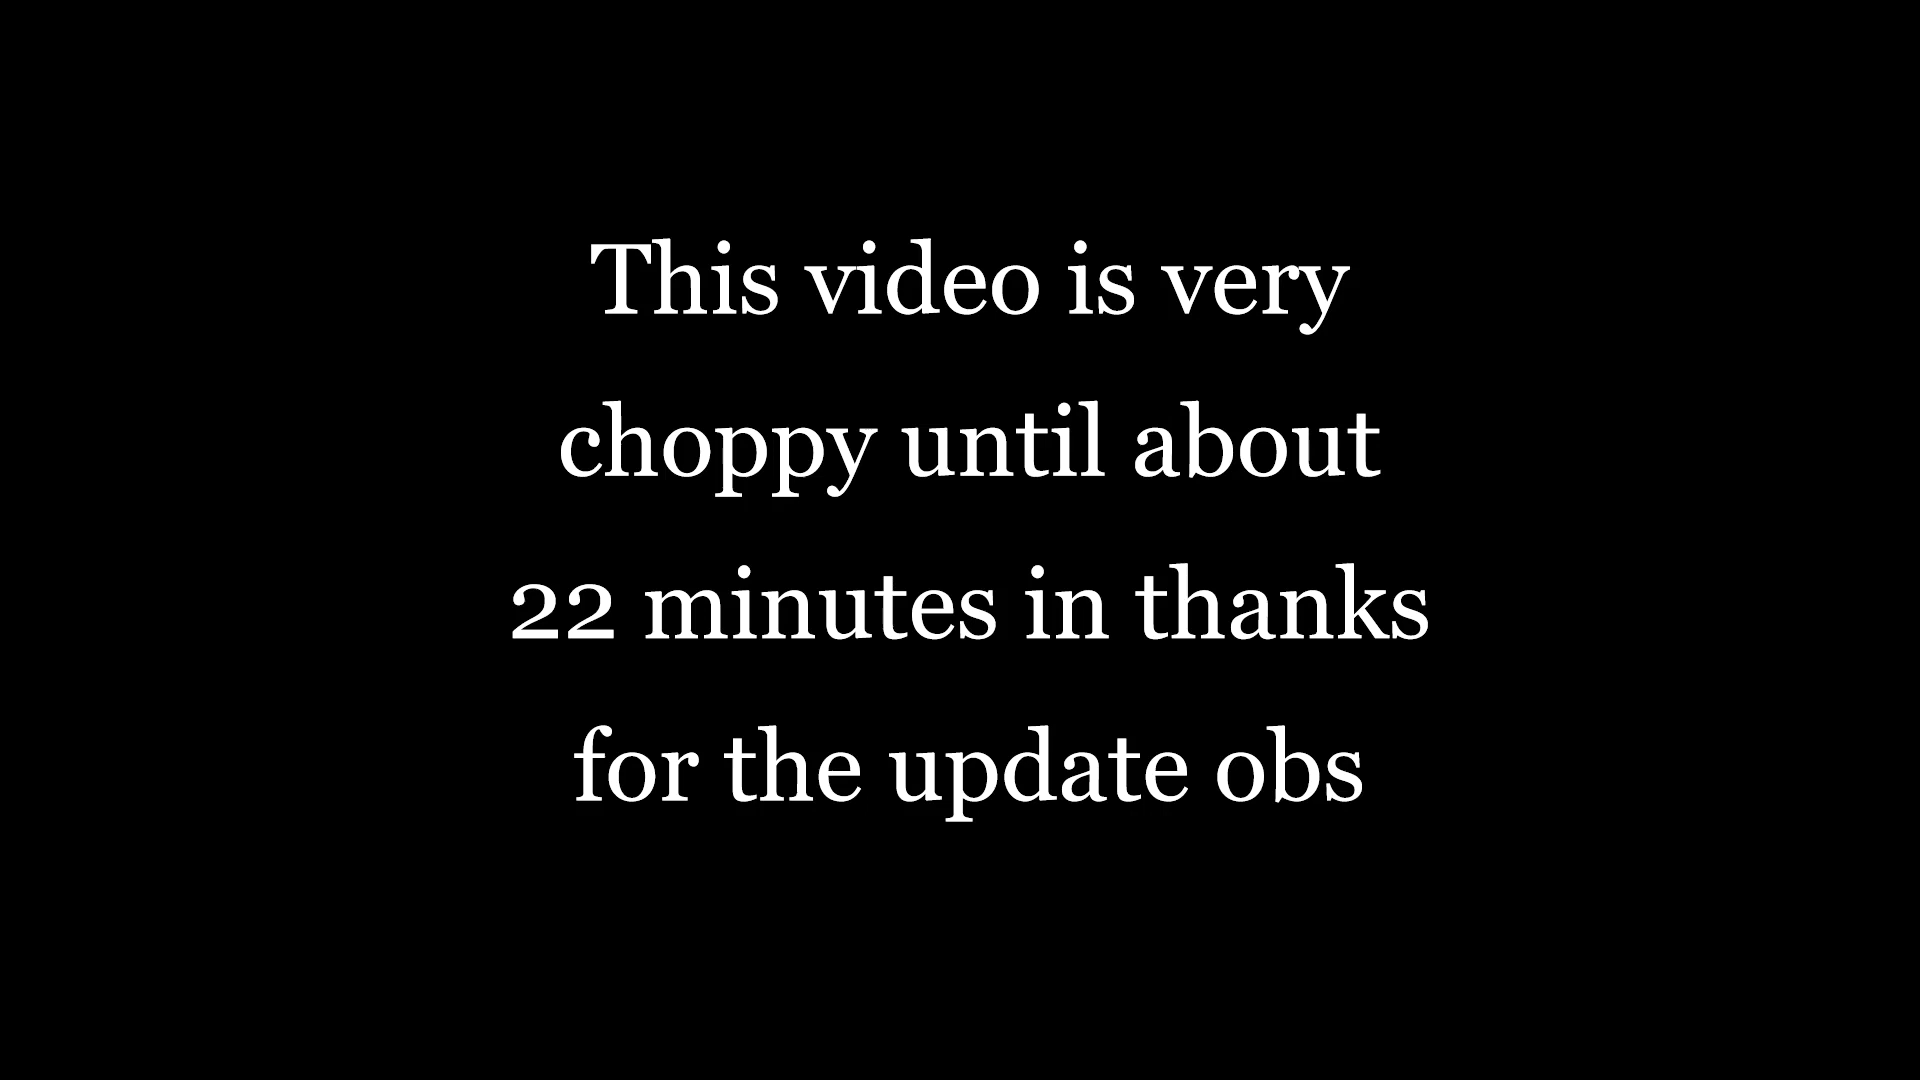 This video is very
choppy until about
22 minutes in thanks
for the update obs